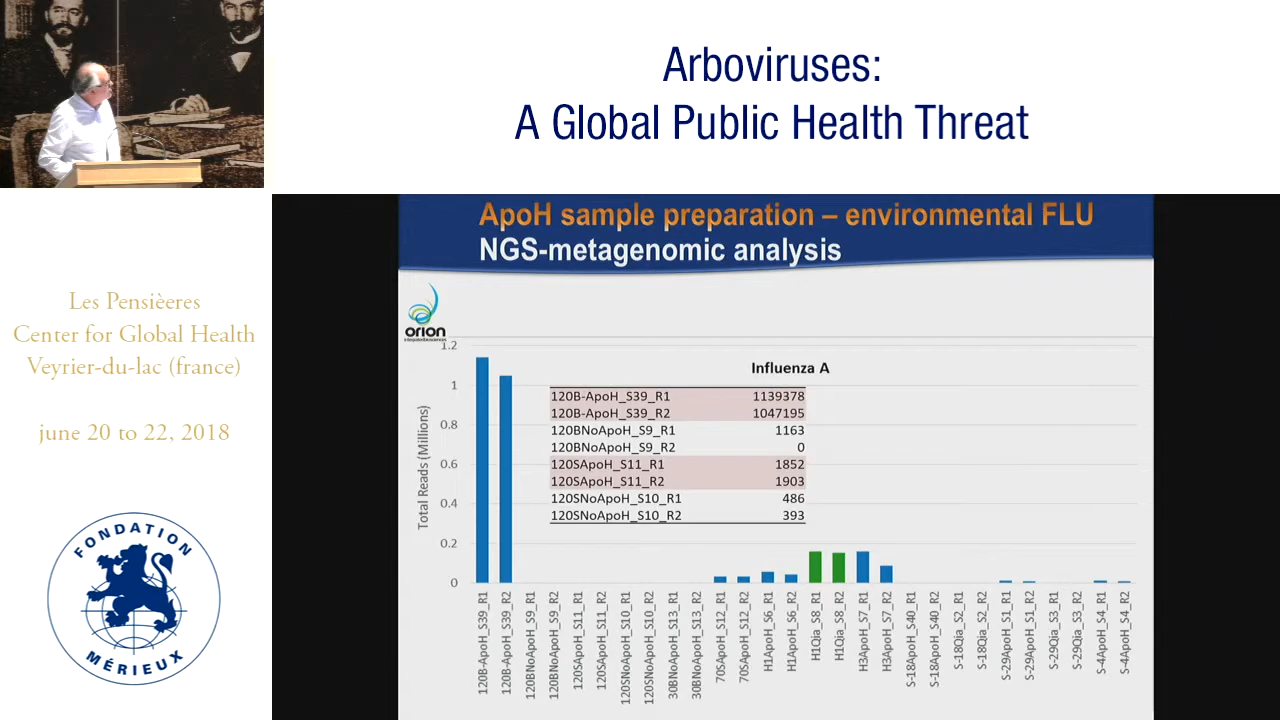 Arboviruses:
A Global Public Health Threat
Les Pensièeres
Center for Global Health
Veyrier-du-lac (france)
june 20 to 22, 2018
FONDATION
MÉRIEUX
ApoH sample preparation – environmental FLU
NGS-metagenomic analysis
orion
integratedbiosciences
Influenza A
120B-ApoH_S39_R1 1139378
120B-ApoH_S39_R2 1047195
120BNoApoH_S9_R1 1163
120BNoApoH_S9_R2 0
120SApoH_S11_R1 1852
120SApoH_S11_R2 1903
120SNoApoH_S10_R1 486
120SNoApoH_S10_R2 393
Total Reads (Millions)
1.2
1
0.8
0.6
0.4
0.2
0
120B-ApoH_S39_R1
120B-ApoH_S39_R2
120BNoApoH_S9_R1
120BNoApoH_S9_R2
120SApoH_S11_R1
120SApoH_S11_R2
120SNoApoH_S10_R1
120SNoApoH_S10_R2
30BNoApoH_S13_R1
30BNoApoH_S13_R2
70SApoH_S12_R1
70SApoH_S12_R2
H1ApoH_S6_R1
H1ApoH_S6_R2
H1Qia_S8_R1
H1Qia_S8_R2
H3ApoH_S7_R1
H3ApoH_S7_R2
S-18ApoH_S40_R1
S-18ApoH_S40_R2
S-18Qia_S2_R1
S-18Qia_S2_R2
S-29ApoH_S1_R1
S-29ApoH_S1_R2
S-29Qia_S3_R1
S-29Qia_S3_R2
S-4ApoH_S4_R1
S-4ApoH_S4_R2